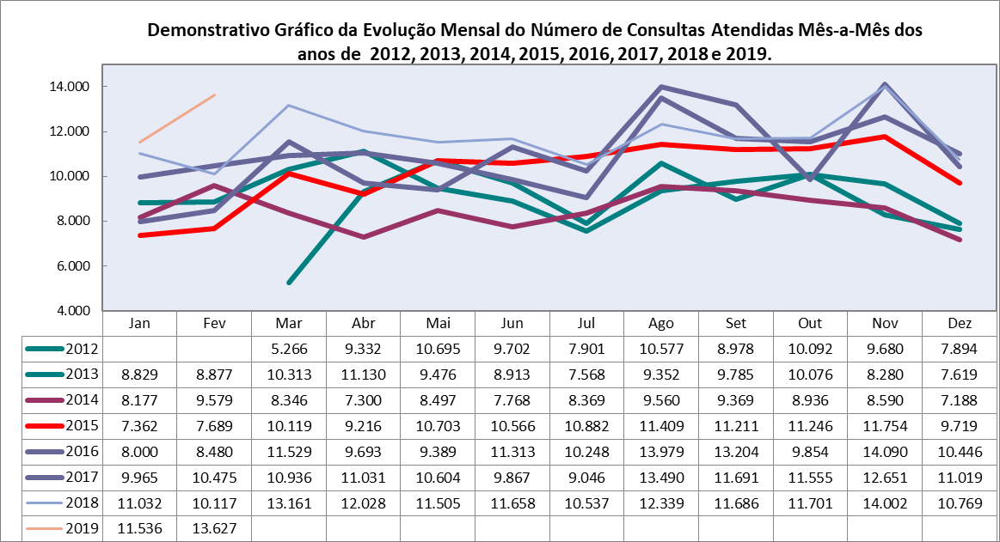 Demonstrativo Gráfico da Evolução Mensal do Número de Consultas Atendidas Mês-a-Mês dos
anos de 2012, 2013, 2014, 2015, 2016, 2017, 2018 e 2019.
14.000
12.000
10.000
8.000
6.000
4.000
Jan Fev Mar Abr Mai Jun Jul Ago Set Out Nov Dez
2012 5.266 9.332 10.695 9.702 7.901 10.577 8.978 10.092 9.680 7.894
2013 8.829 8.877 10.313 11.130 9.476 8.913 7.568 9.352 9.785 10.076 8.280 7.619
2014 8.177 9.579 8.346 7.300 8.497 7.768 8.369 9.560 9.369 8.936 8.590 7.188
2015 7.362 7.689 10.119 9.216 10.703 10.566 10.882 11.409 11.211 11.246 11.754 9.719
2016 8.000 8.480 11.529 9.693 9.389 11.313 10.248 13.979 13.204 9.854 14.090 10.446
2017 9.965 10.475 10.936 11.031 10.604 9.867 9.046 13.490 11.691 11.555 12.651 11.019
2018 11.032 10.117 13.161 12.028 11.505 11.658 10.537 12.339 11.686 11.701 14.002 10.769
2019 11.536 13.627